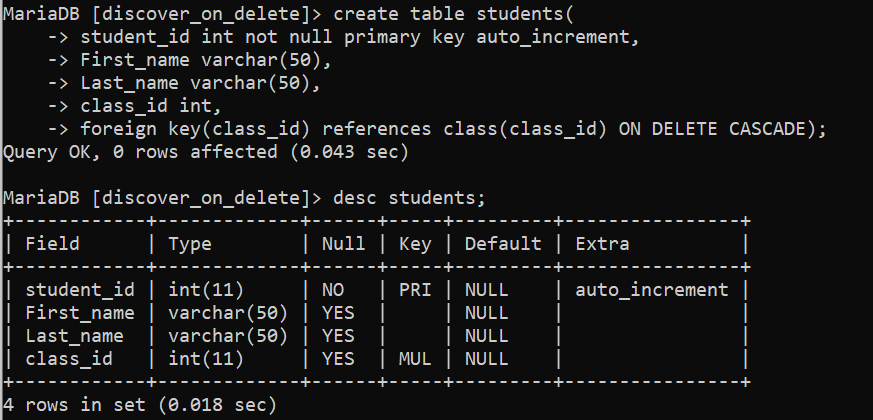 MariaDB [discover_on_delete]> create table students(
    -> student_id int not null primary key auto_increment,
    -> First_name varchar(50),
    -> Last_name varchar(50),
    -> class_id int,
    -> foreign key(class_id) references class(class_id) ON DELETE CASCADE);
Query OK, 0 rows affected (0.043 sec)

MariaDB [discover_on_delete]> desc students;
+------------+-------------+------+-----+---------+----------------+
| Field      | Type        | Null | Key | Default | Extra          |
+------------+-------------+------+-----+---------+----------------+
| student_id | int(11)     | NO   | PRI | NULL    | auto_increment |
| First_name | varchar(50) | YES  |     | NULL    |                |
| Last_name  | varchar(50) | YES  |     | NULL    |                |
| class_id   | int(11)     | YES  | MUL | NULL    |                |
+------------+-------------+------+-----+---------+----------------+
4 rows in set (0.018 sec)